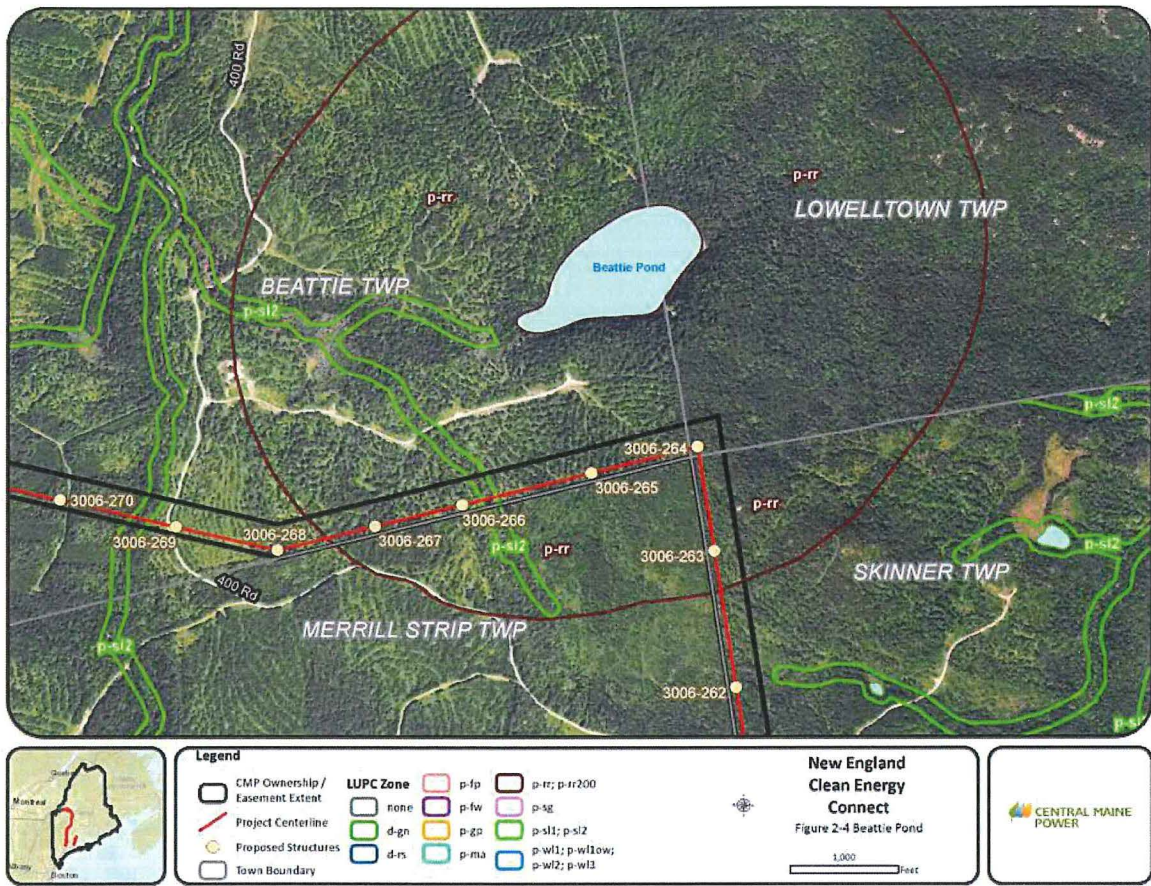 400 Rd
p-rr
p-rr
LOWELLTOWN TWP
Beattie Pond
BEATTIE TWP
p-sl2
p-sl2
3006-264
3006-270
3006-265
3006-266
3006-268
3006-267
3006-269
p-rr
p-sl2
p-rr
3006-263
p-sl2
SKINNER TWP
400 Rd
MERRILL STRIP TWP
p-sl2
3006-262
Legend
CMP Ownership /
Easement Extent
Project Centerline
Proposed Structures
Town Boundary
LUPC Zone
none
d-gn
d-rs
p-fp
p-fw
p-gp
p-ma
p-rr; p-rr200
p-sg
p-sl1; p-sl2
p-wl1; p-wl1ow;
p-wl2; p-wl3
New England
Clean Energy
Connect
Figure 2-4 Beattie Pond
1,000
Feet
CENTRAL MAINE
POWER
Montreal
Boston